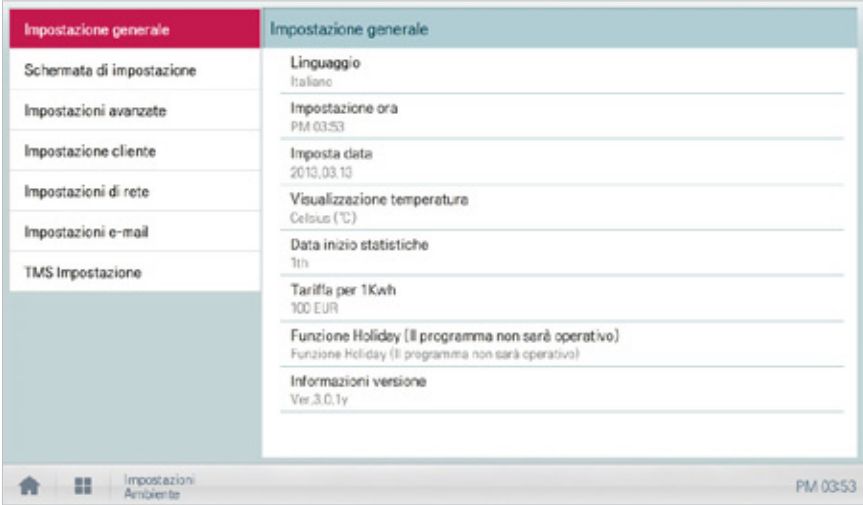 Impostazione generale
Schermata di impostazione
Impostazioni avanzate
Impostazione cliente
Impostazioni di rete
Impostazioni e-mail
TMS Impostazione
Impostazione generale
Linguaggio
Italiano
Impostazione ora
PM 03:53
Imposta data
2013.03.13
Visualizzazione temperatura
Celsius (℃)
Data inizio statistiche
1th
Tariffa per 1Kwh
100 EUR
Funzione Holiday (Il programma non sarà operativo)
Funzione Holiday (Il programma non sarà operativo)
Informazioni versione
Ver.3.0.1y
Impostazioni
Ambiente
PM 03:53